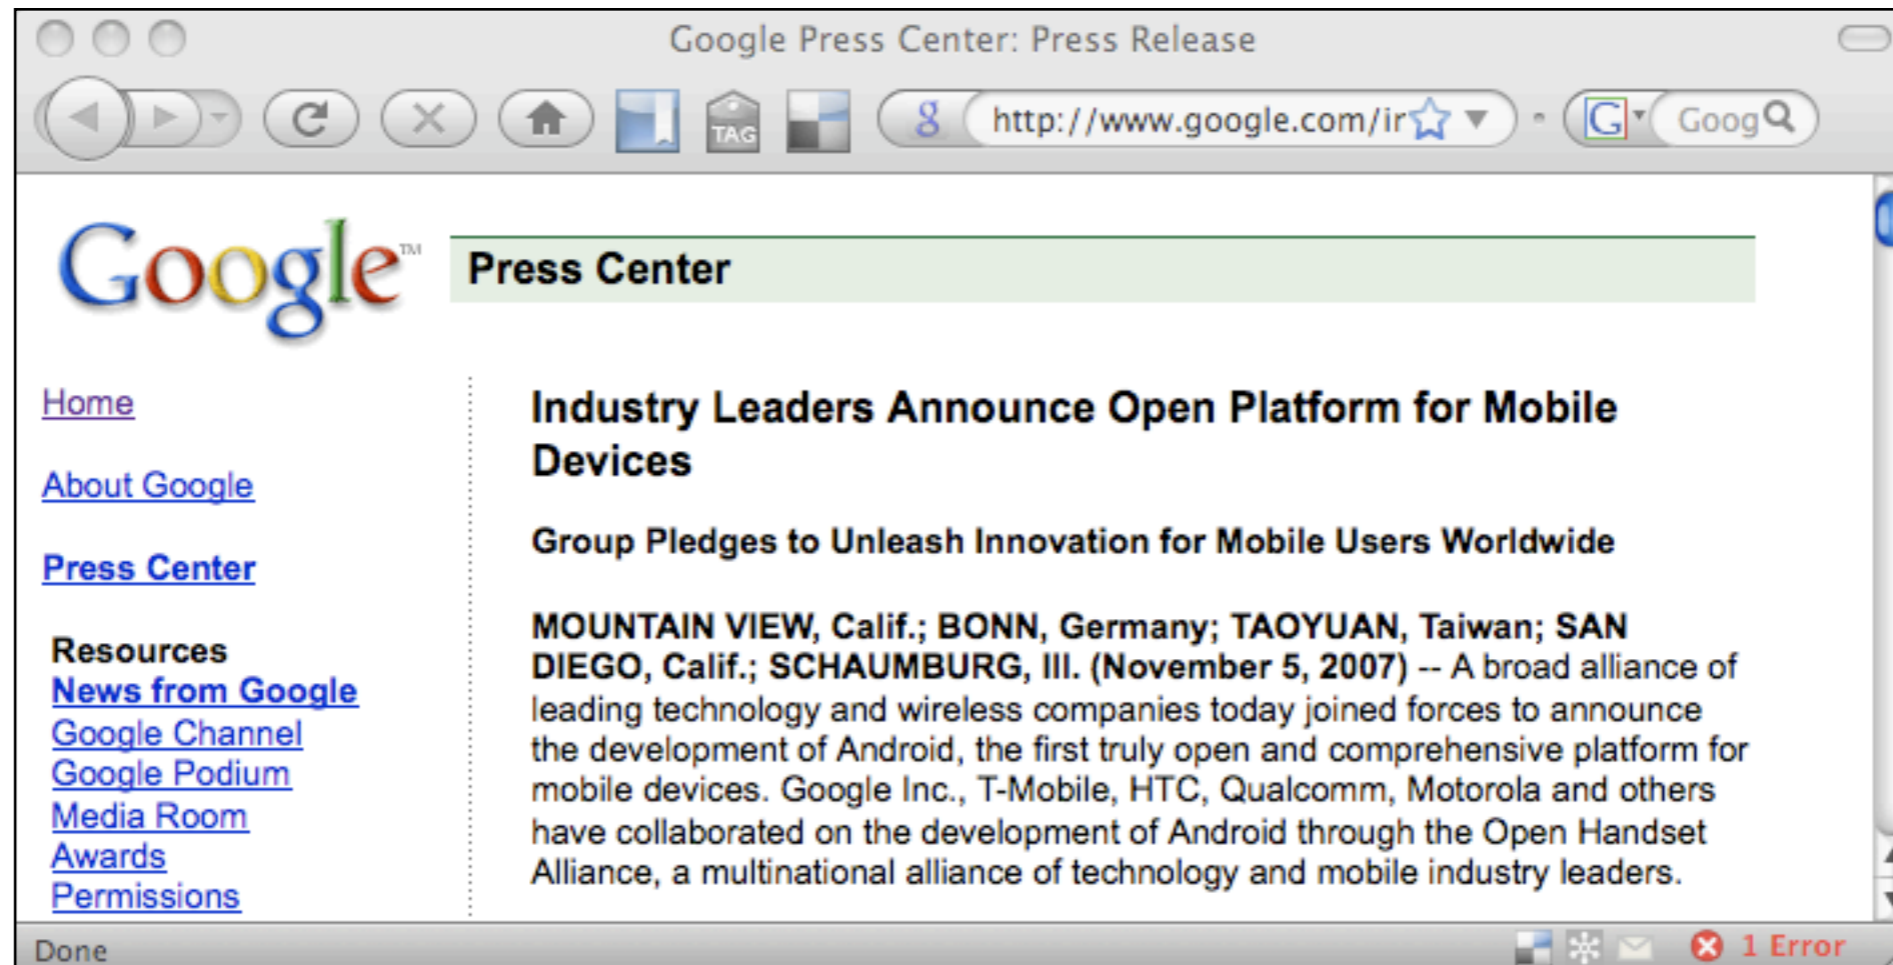 Google Press Center: Press Release
TAG
g
http://www.google.com/ir
G
Goog
Google™
Press Center
Home
About Google
Press Center
Resources
News from Google
Google Channel
Google Podium
Media Room
Awards
Permissions
Industry Leaders Announce Open Platform for Mobile
Devices
Group Pledges to Unleash Innovation for Mobile Users Worldwide
MOUNTAIN VIEW, Calif.; BONN, Germany; TAOYUAN, Taiwan; SAN
DIEGO, Calif.; SCHAUMBURG, Ill. (November 5, 2007) -- A broad alliance of
leading technology and wireless companies today joined forces to announce
the development of Android, the first truly open and comprehensive platform for
mobile devices. Google Inc., T-Mobile, HTC, Qualcomm, Motorola and others
have collaborated on the development of Android through the Open Handset
Alliance, a multinational alliance of technology and mobile industry leaders.
Done
1 Error